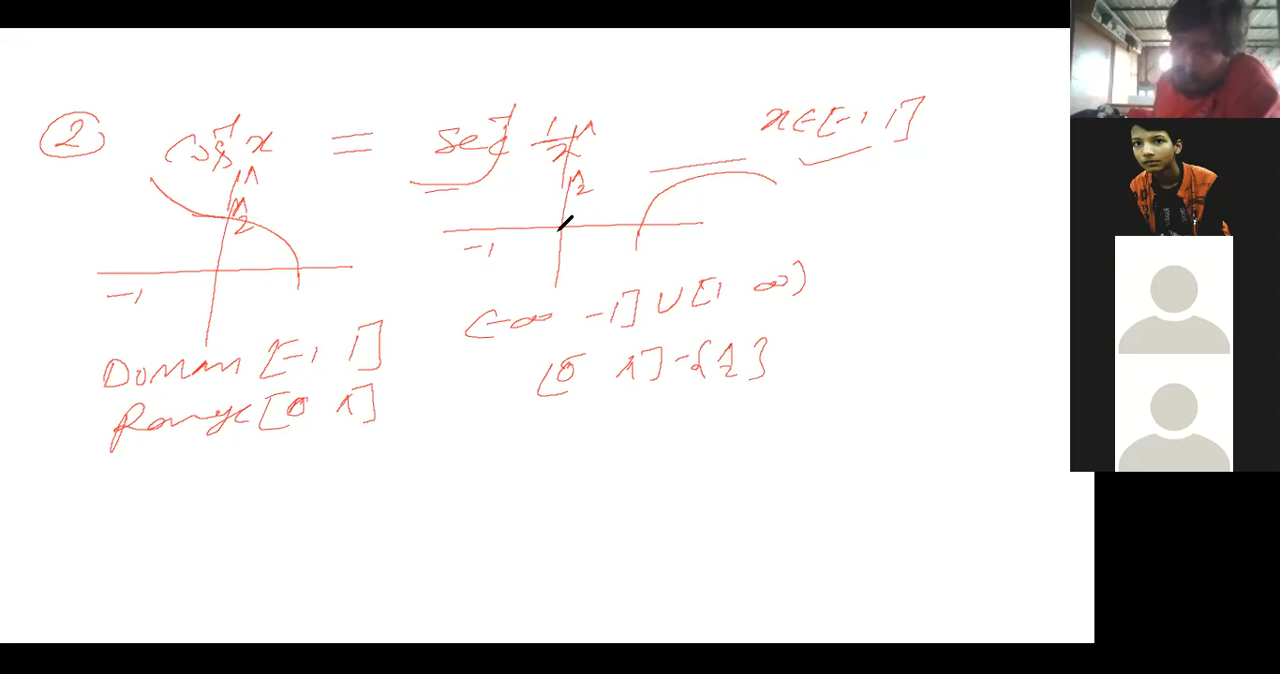 ② cos⁻¹ x = sec⁻¹ 1/x x ∈ [-1 1]
π
π/2
-1
π
π/2
-1
(-∞ -1] ∪ [1 ∞)
Domain [-1 1]
[0 π] - {π/2}
Range [0 π]